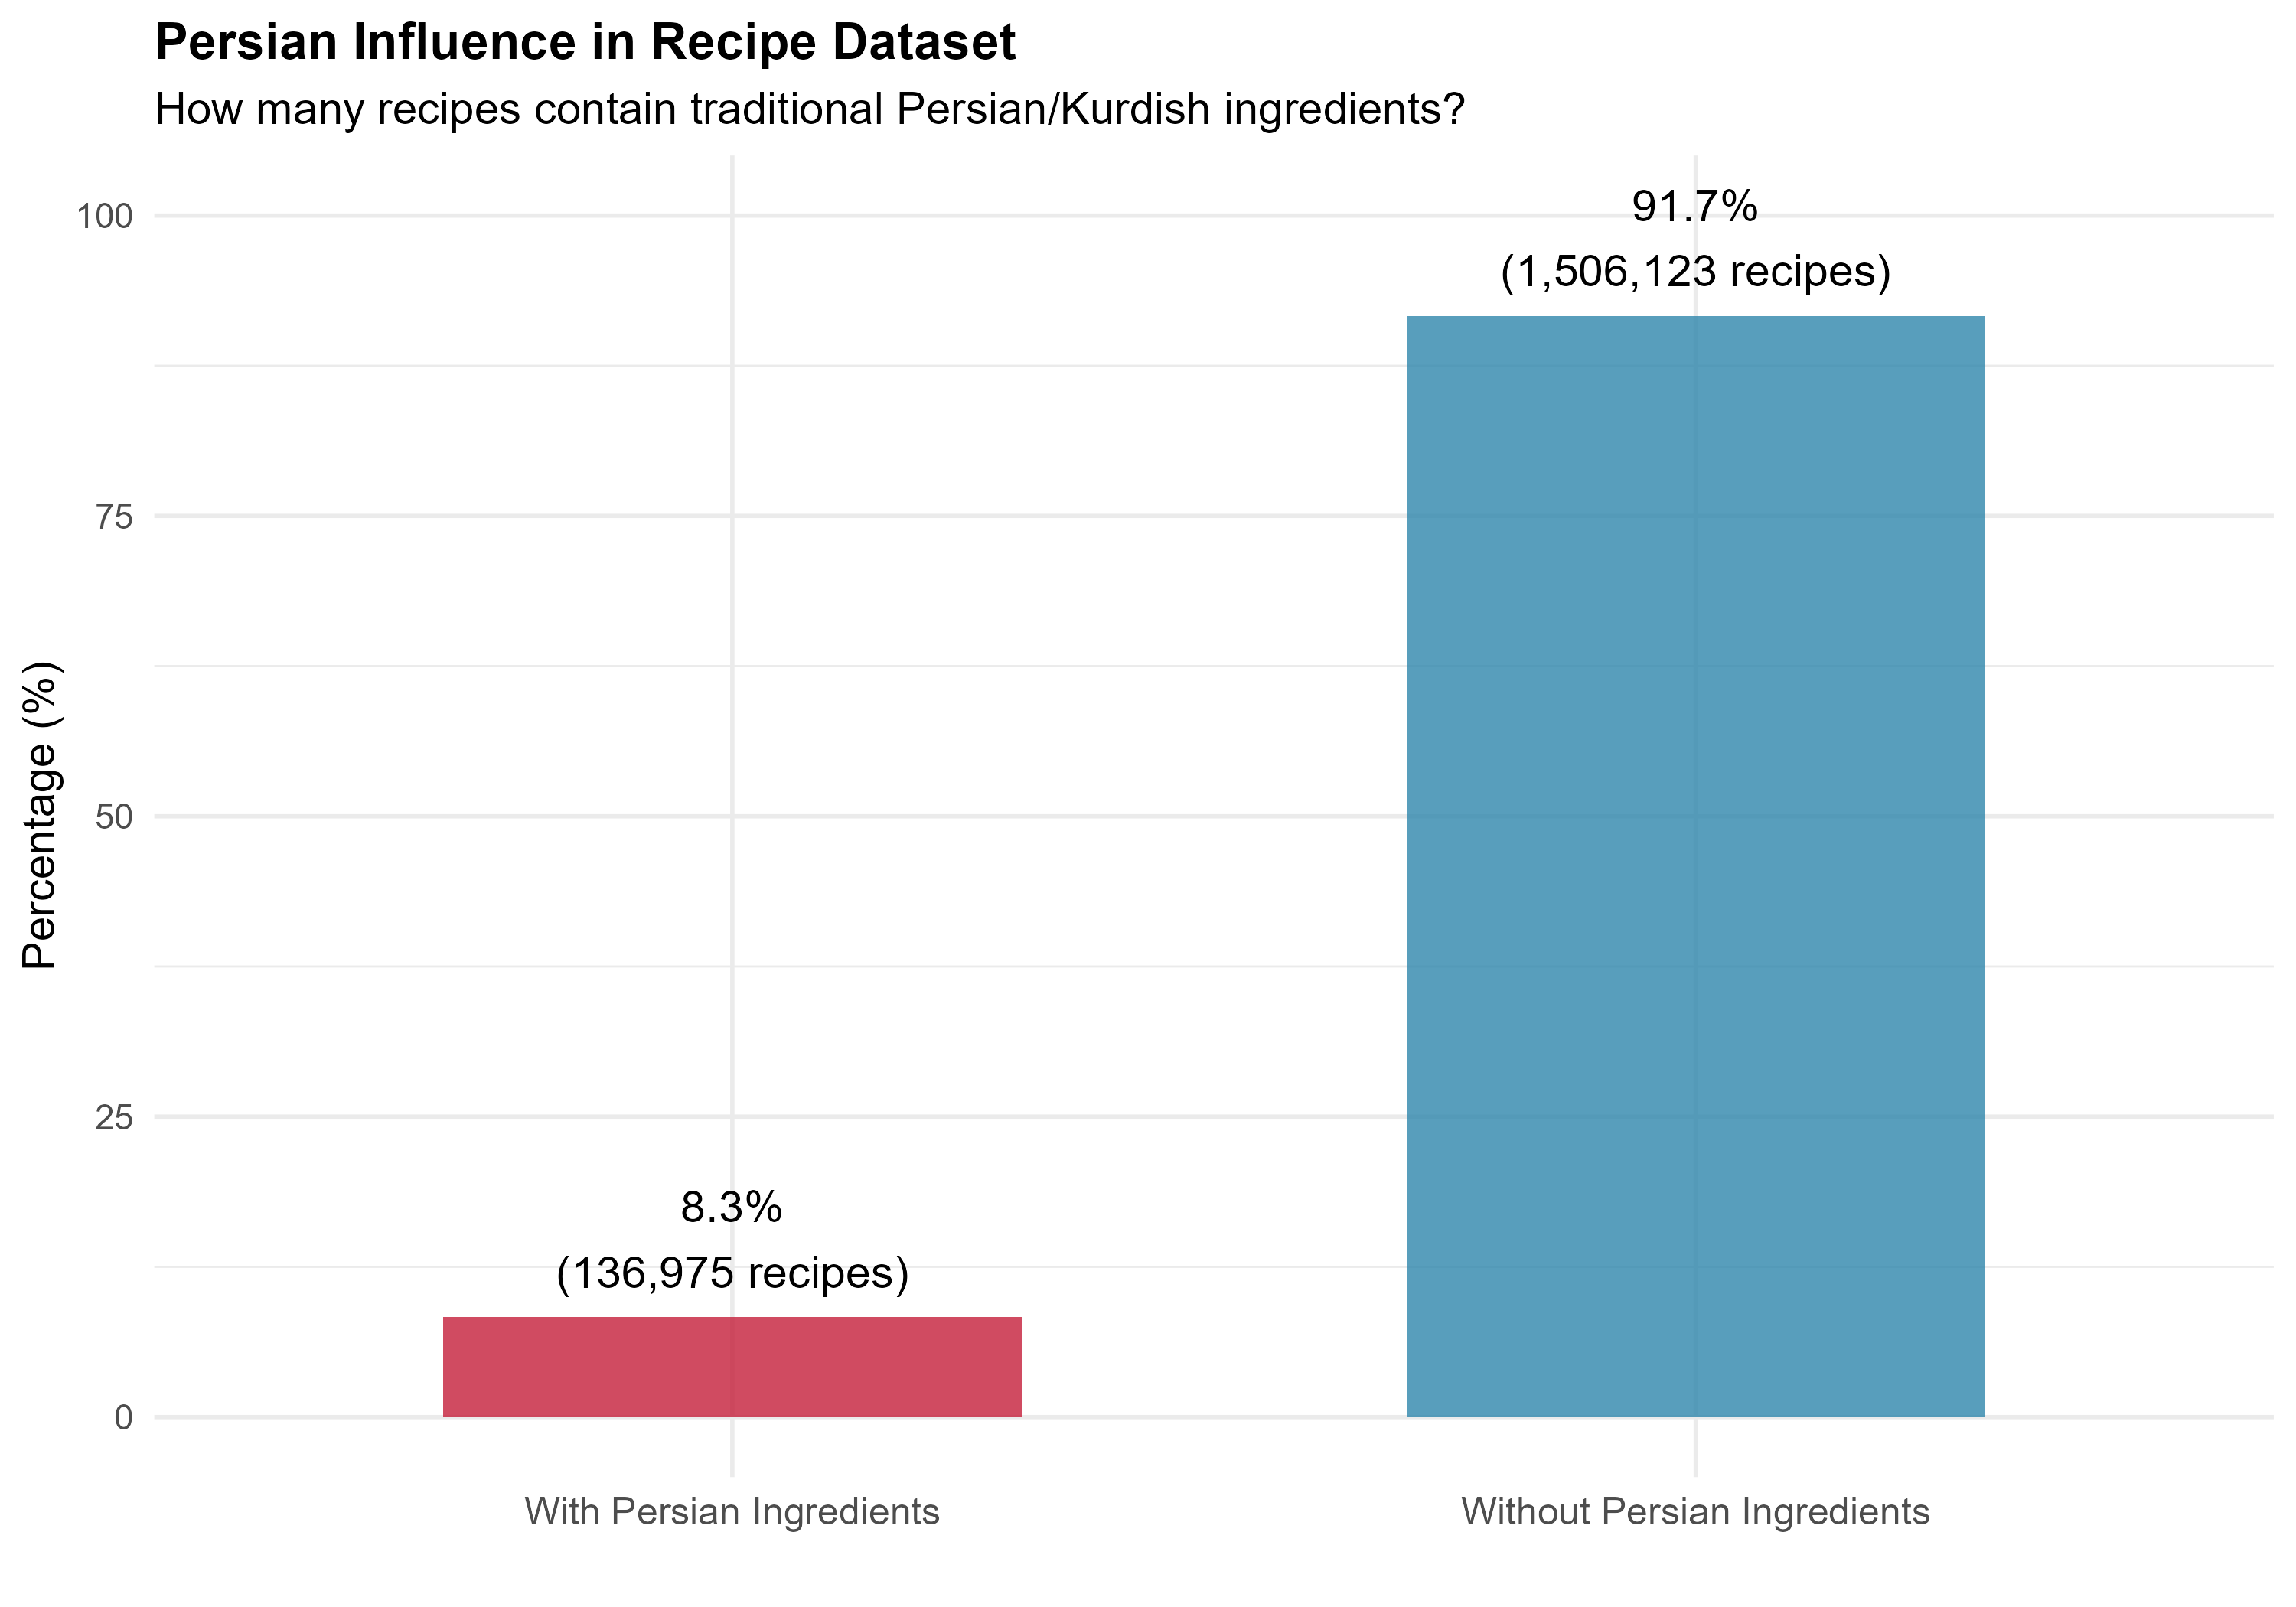 Persian Influence in Recipe Dataset
How many recipes contain traditional Persian/Kurdish ingredients?
Percentage (%)
100
75
50
25
0
91.7%
(1,506,123 recipes)
8.3%
(136,975 recipes)
With Persian Ingredients
Without Persian Ingredients